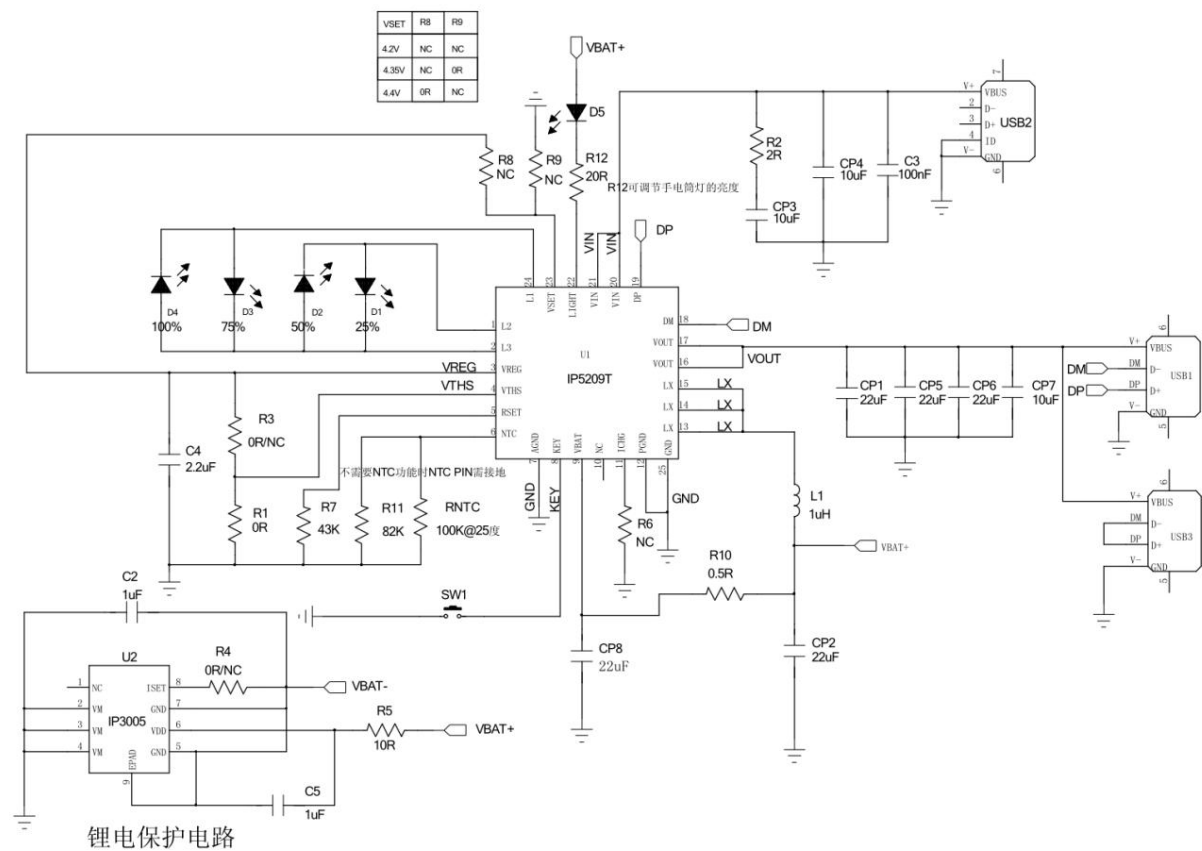 VSET R8 R9
4.2V NC NC
4.35V NC 0R
4.4V 0R NC
VBAT+
D5
R8
NC
R9
NC
R12
20R
R12可调节手电筒灯的亮度
R2
2R
CP3
10uF
CP4
10uF
C3
100nF
V+
V-
7
VBUS
2 D-
3 D+
4 ID
GND
6
USB2
VIN
VIN
DP
D4
100%
D3
75%
D2
50%
D1
25%
24 L1
23 VSET
22 LIGHT
21 VIN
20 VIN
19 DP
1 L2
2 L3
3 VREG
4 VTHS
5 RSET
6 NTC
VREG
VTHS
U1
IP5209T
DM 18
VOUT 17
VOUT 16
LX 15
LX 14
LX 13
DM
VOUT
LX
LX
LX
7 AGND
8 KEY
9 VBAT
10 NC
11 ICHG
12 PGND
25 GND
GND
KEY
GND
不需要NTC功能时NTC PIN需接地
C4
2.2uF
R3
0R/NC
R1
0R
R7
43K
R11
82K
RNTC
100K@25度
R6
NC
L1
1uH
VBAT+
R10
0.5R
CP8
22uF
CP2
22uF
SW1
CP1
22uF
CP5
22uF
CP6
22uF
CP7
10uF
6
V+ VBUS
DM DM D-
DP DP D+
V- GND
5
USB1
6
V+ VBUS
DM D-
DP D+
V- GND
5
USB3
C2
1uF
U2
IP3005
1 NC
2 VM
3 VM
4 VM
ISET 8
GND 7
VDD 6
GND 5
EPAD
9
R4
0R/NC
VBAT-
R5
10R
VBAT+
C5
1uF
锂电保护电路